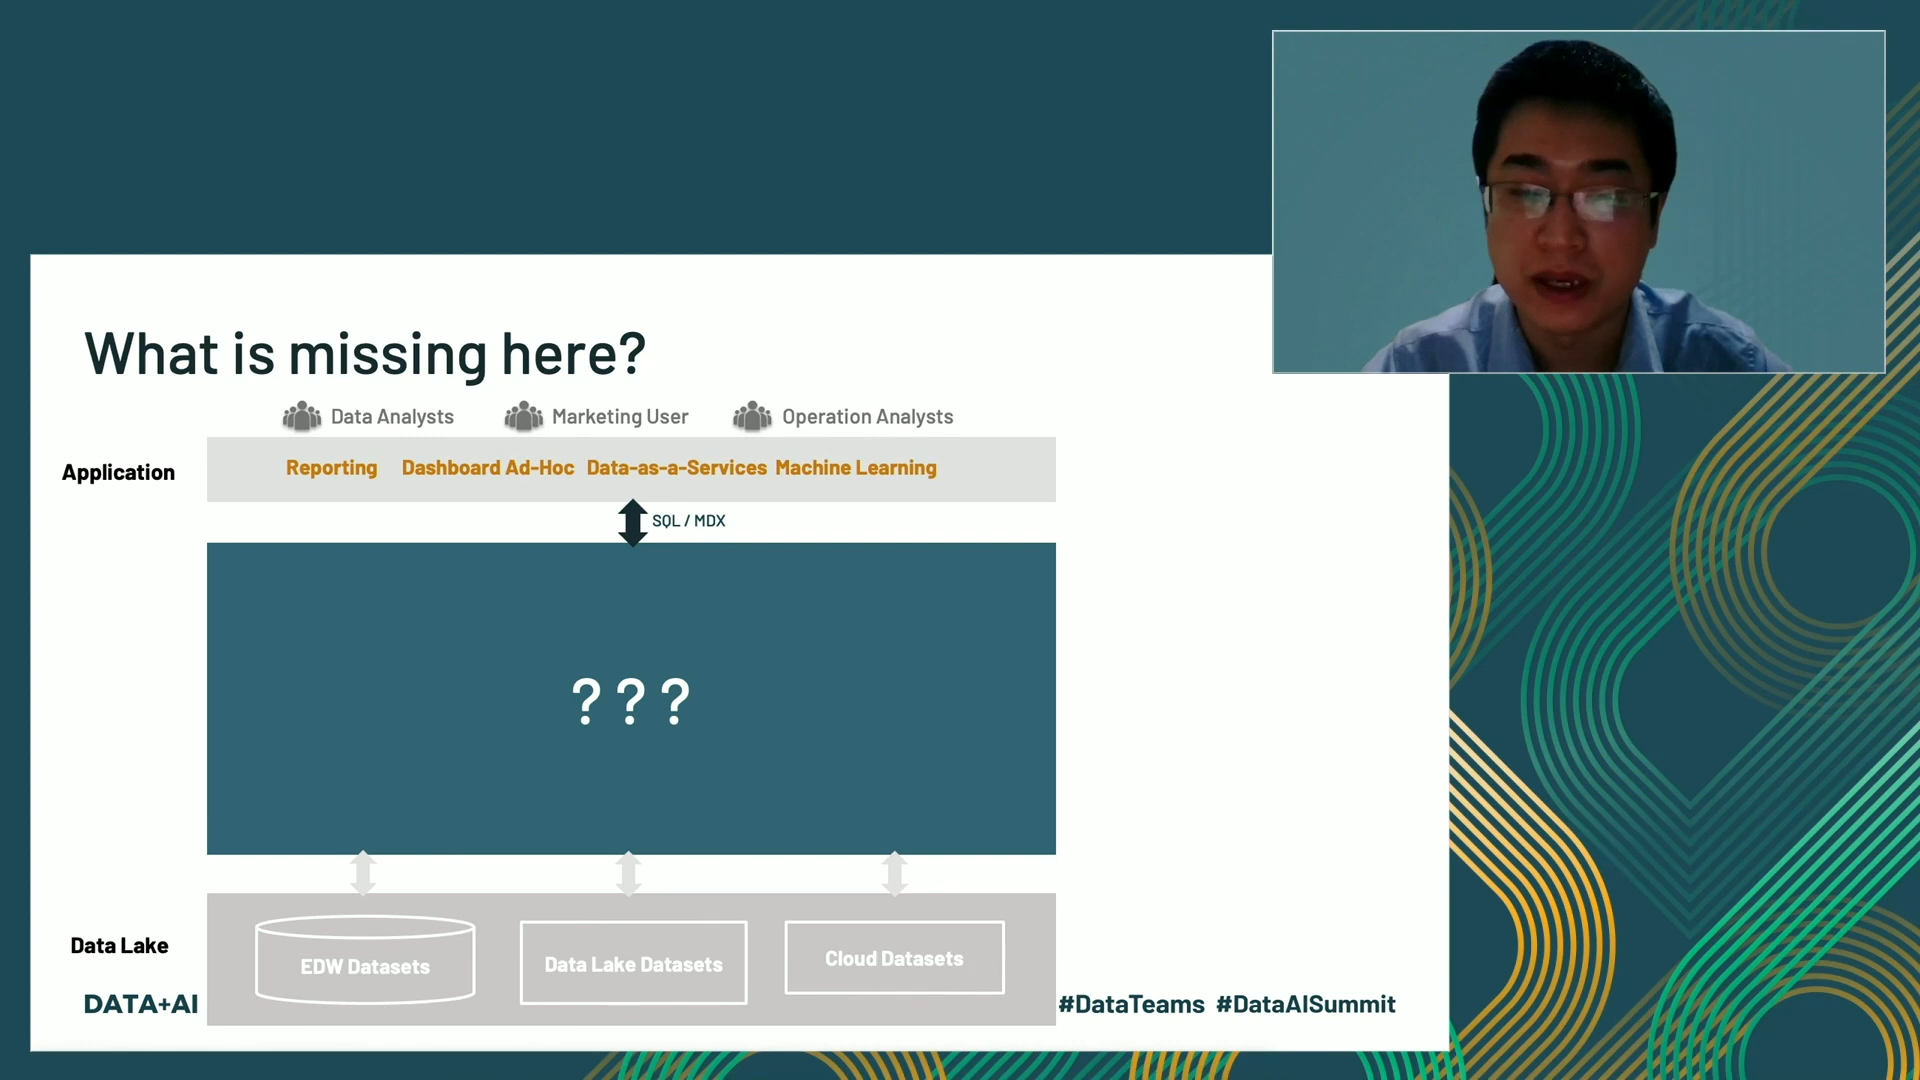 What is missing here?
Data Analysts Marketing User Operation Analysts
Application
Reporting Dashboard Ad-Hoc Data-as-a-Services Machine Learning
SQL / MDX
? ? ?
Data Lake
EDW Datasets Data Lake Datasets Cloud Datasets
DATA+AI #DataTeams #DataAISummit